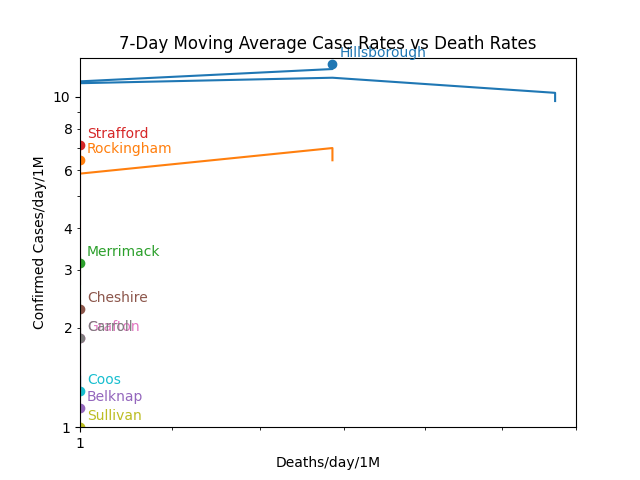 7-Day Moving Average Case Rates vs Death Rates
Hillsborough
Strafford
Rockingham
Merrimack
Cheshire
Grafton
Carroll
Coos
Belknap
Sullivan
10
8
6
4
3
2
1
1
Confirmed Cases/day/1M
Deaths/day/1M